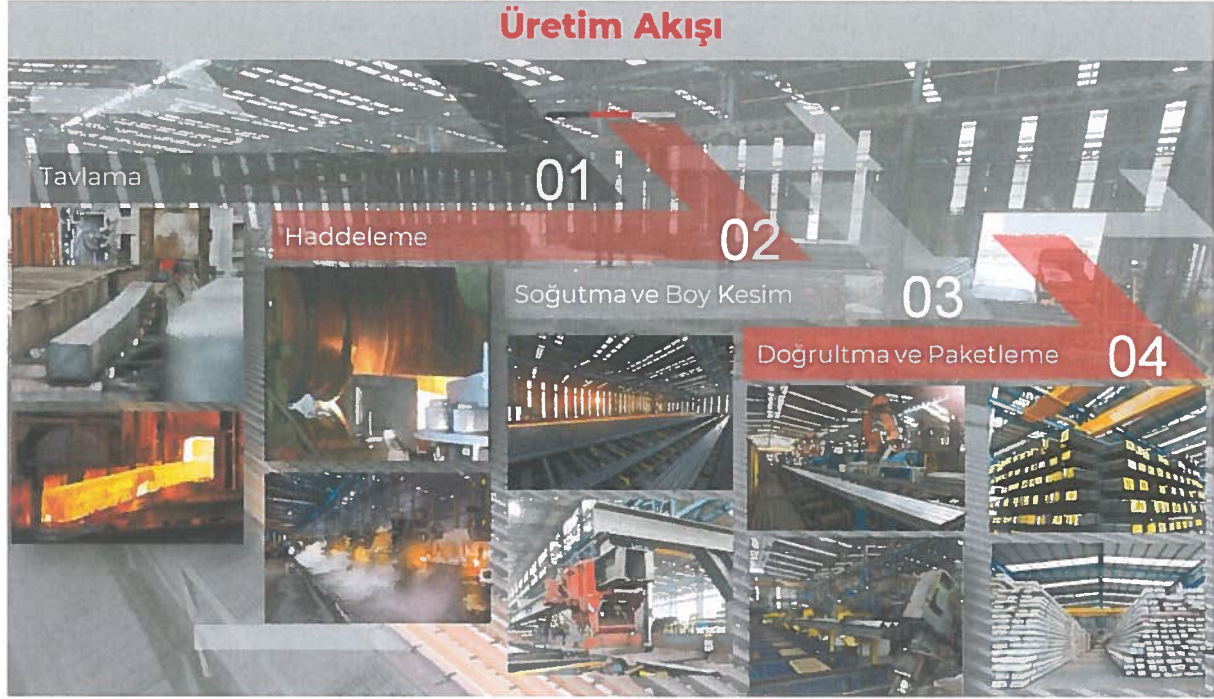 Üretim Akışı
Tavlama 01
Haddeleme 02
Soğutma ve Boy Kesim 03
Doğrultma ve Paketleme 04